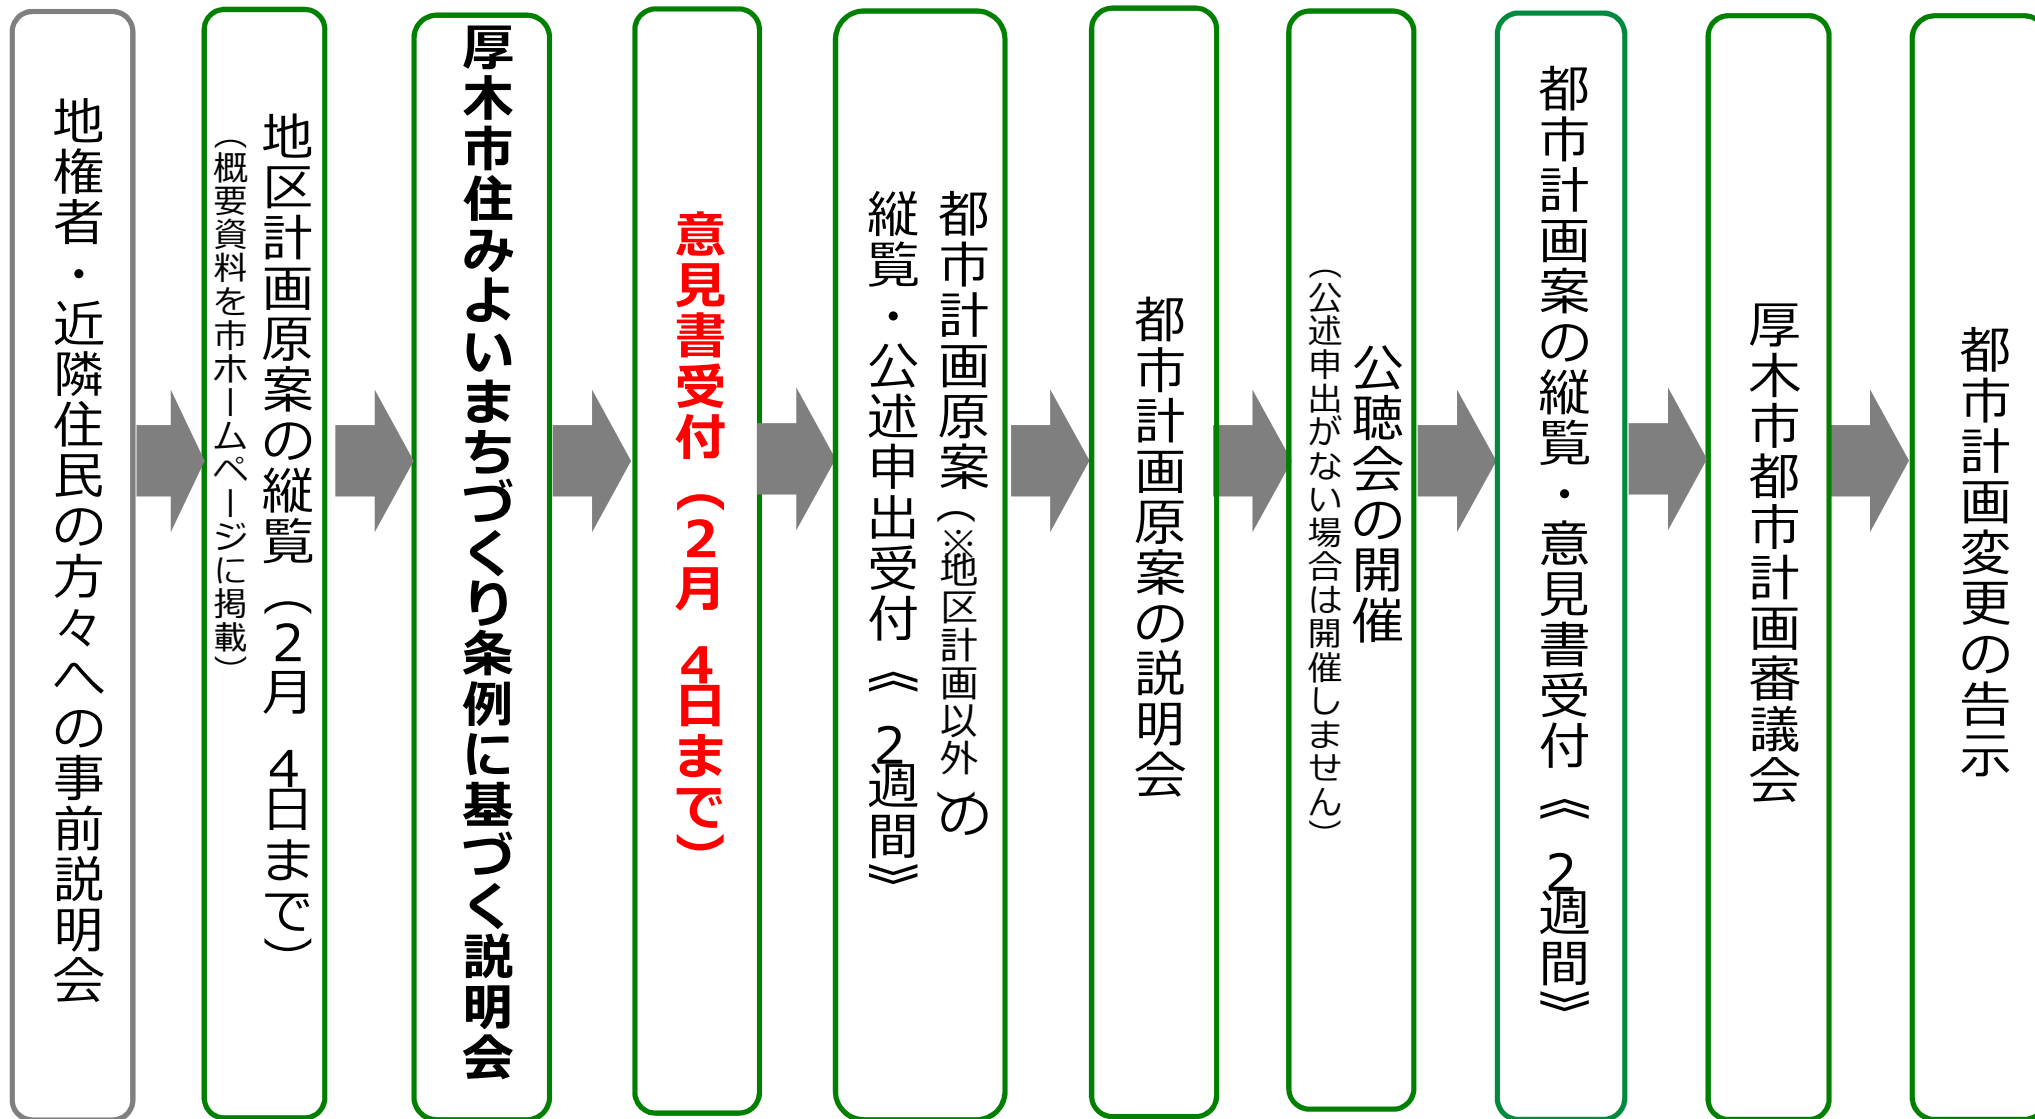 地権者・近隣住民の方々への事前説明会
地区計画原案の縦覧（２月４日まで）
（概要資料を市ホームページに掲載）
厚木市住みよいまちづくり条例に基づく説明会
意見書受付（２月４日まで）
都市計画原案（※地区計画以外）の
縦覧・公述申出受付《２週間》
都市計画原案の説明会
公聴会の開催
（公述申出がない場合は開催しません）
都市計画案の縦覧・意見書受付《２週間》
厚木市都市計画審議会
都市計画変更の告示